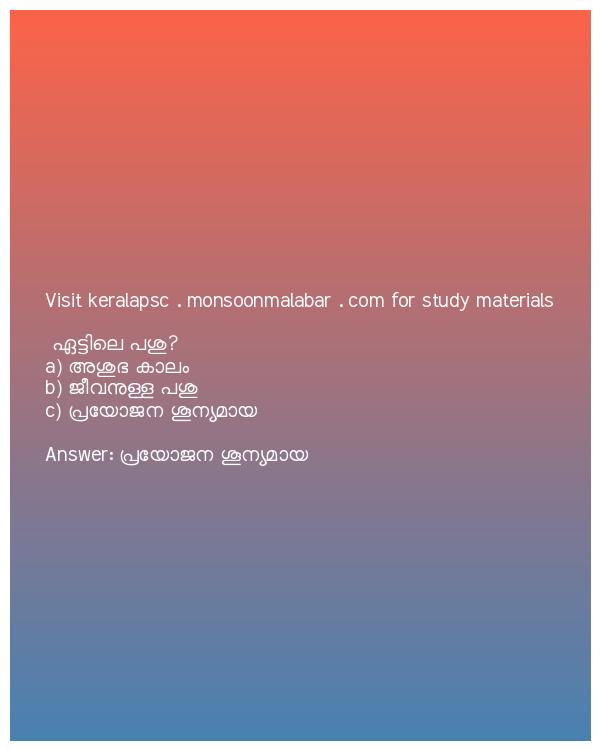 Visit keralapsc . monsoonmalabar . com for study materials
ഏട്ടിലെ പശു?
a) അശുഭ കാലം
b) ജീവനുള്ള പശു
c) പ്രയോജന ശൂന്യമായ
Answer: പ്രയോജന ശൂന്യമായ